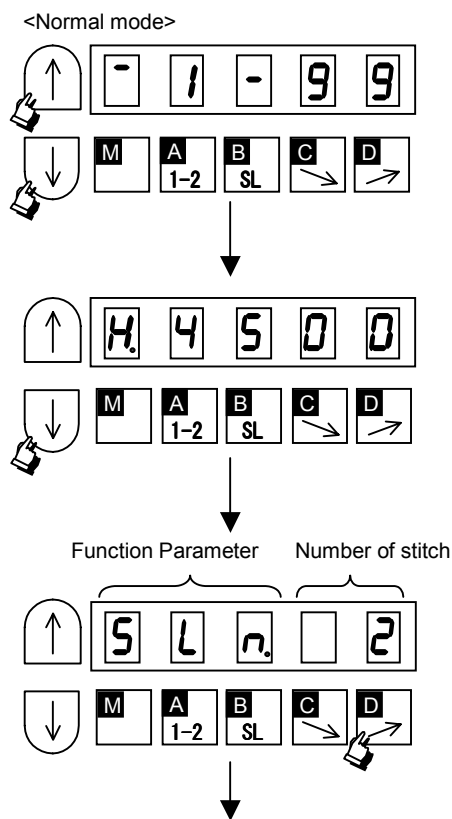 <Normal mode>
↑ ¯ 1 - 9 9
↓ M A 1-2 B SL C ↘ D ↗
↑ H. 4 5 0 0
↓ M A 1-2 B SL C ↘ D ↗
Function Parameter Number of stitch
↑ S L n. 2
↓ M A 1-2 B SL C ↘ D ↗